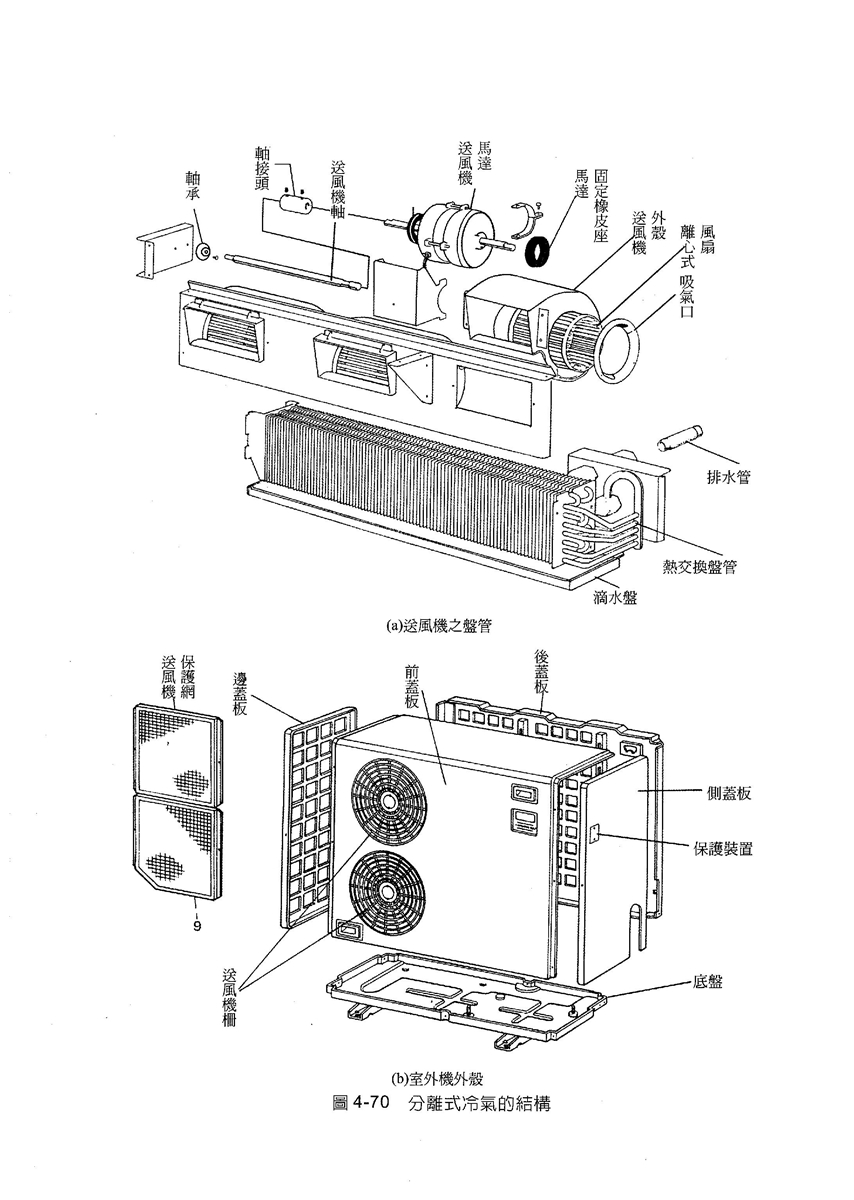 軸承
軸接頭
送風機軸
送風機
馬達
馬達
固定橡皮座
送風機
外殼
離心式
風扇
吸氣口
排水管
熱交換盤管
滴水盤
(a)送風機之盤管
送風機
保護網
邊蓋板
前蓋板
後蓋板
側蓋板
保護裝置
9
送風機柵
底盤
(b)室外機外殼
圖 4-70 分離式冷氣的結構